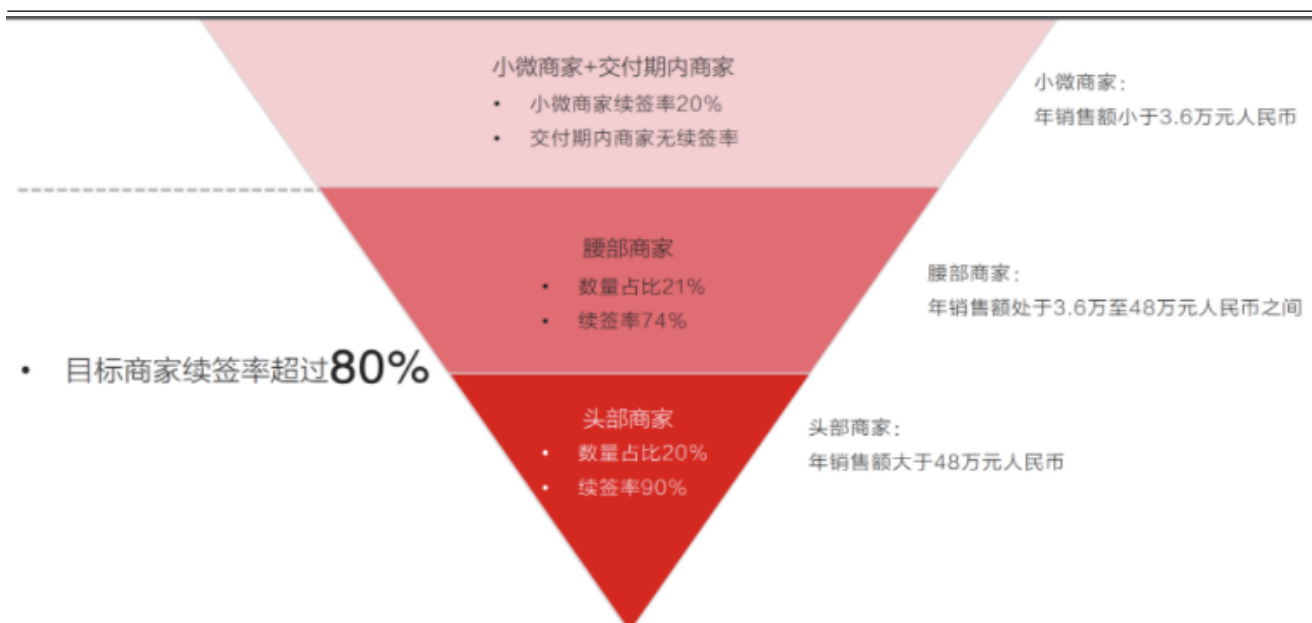 小微商家+交付期内商家
• 小微商家续签率20%
• 交付期内商家无续签率
小微商家：
年销售额小于3.6万元人民币
腰部商家
• 数量占比21%
• 续签率74%
腰部商家：
年销售额处于3.6万至48万元人民币之间
• 目标商家续签率超过80%
头部商家
• 数量占比20%
• 续签率90%
头部商家：
年销售额大于48万元人民币